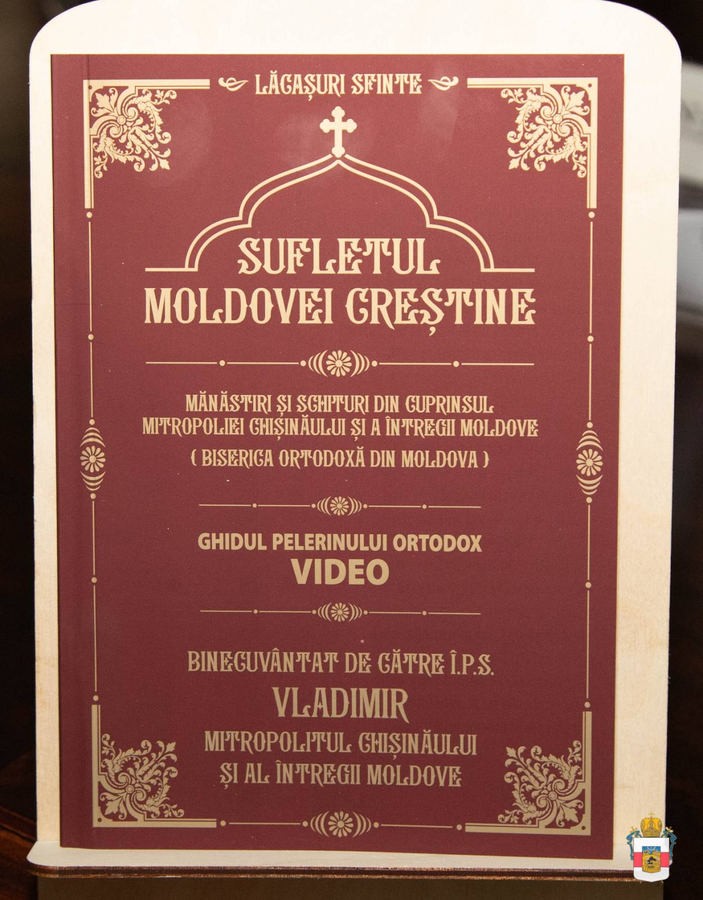 LĂCAȘURI SFINTE
SUFLETUL
MOLDOVEI CREȘTINE
MĂNĂSTIRI ȘI SCHITURI DIN CUPRINSUL
MITROPOLIEI CHIȘINĂULUI ȘI A ÎNTREGII MOLDOVE
( BISERICA ORTODOXĂ DIN MOLDOVA )
GHIDUL PELERINULUI ORTODOX
VIDEO
BINECUVÂNTAT DE CĂTRE Î.P.S.
VLADIMIR
MITROPOLITUL CHIȘINĂULUI
ȘI AL ÎNTREGII MOLDOVE